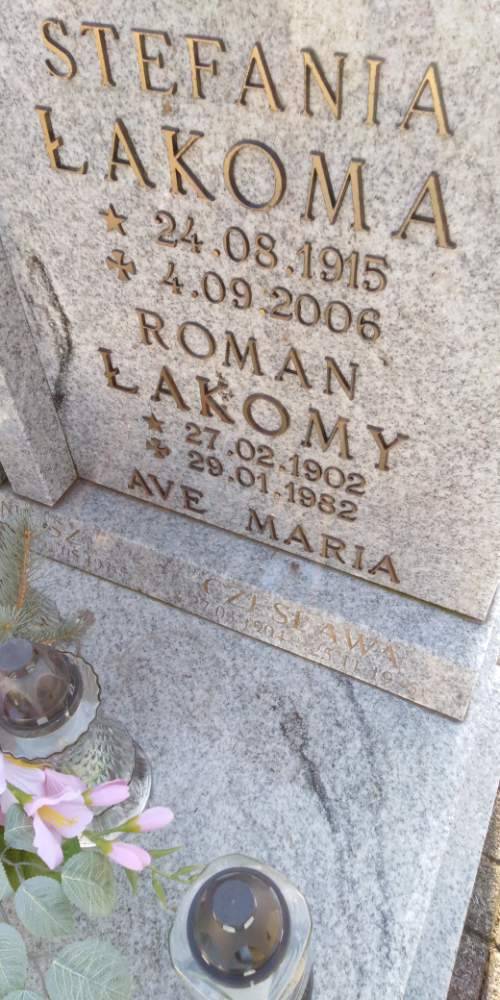 STEFANIA
ŁAKOMA
24.08.1915
4.09.2006
ROMAN
ŁAKOMY
27.02.1902
29.01.1982
AVE MARIA
CZESŁAWA